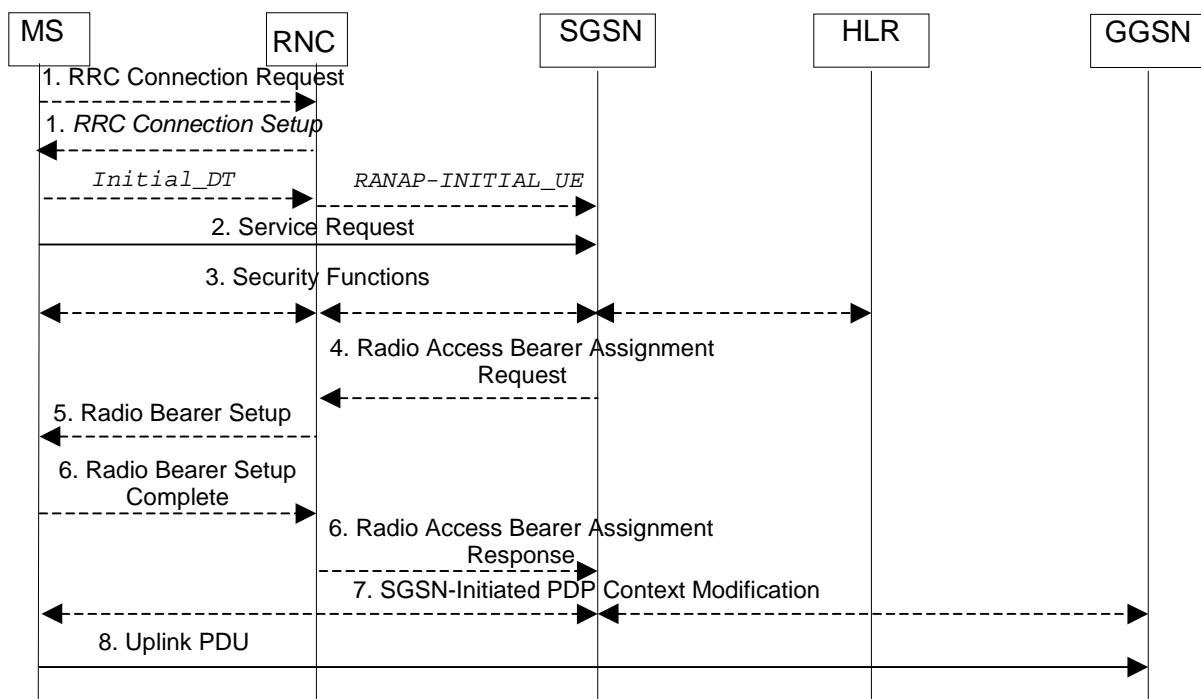 MS
RNC
SGSN
HLR
GGSN
1. RRC Connection Request
1. RRC Connection Setup
Initial_DT
RANAP-INITIAL_UE
2. Service Request
3. Security Functions
4. Radio Access Bearer Assignment
Request
5. Radio Bearer Setup
6. Radio Bearer Setup
Complete
6. Radio Access Bearer Assignment
Response
7. SGSN-Initiated PDP Context Modification
8. Uplink PDU